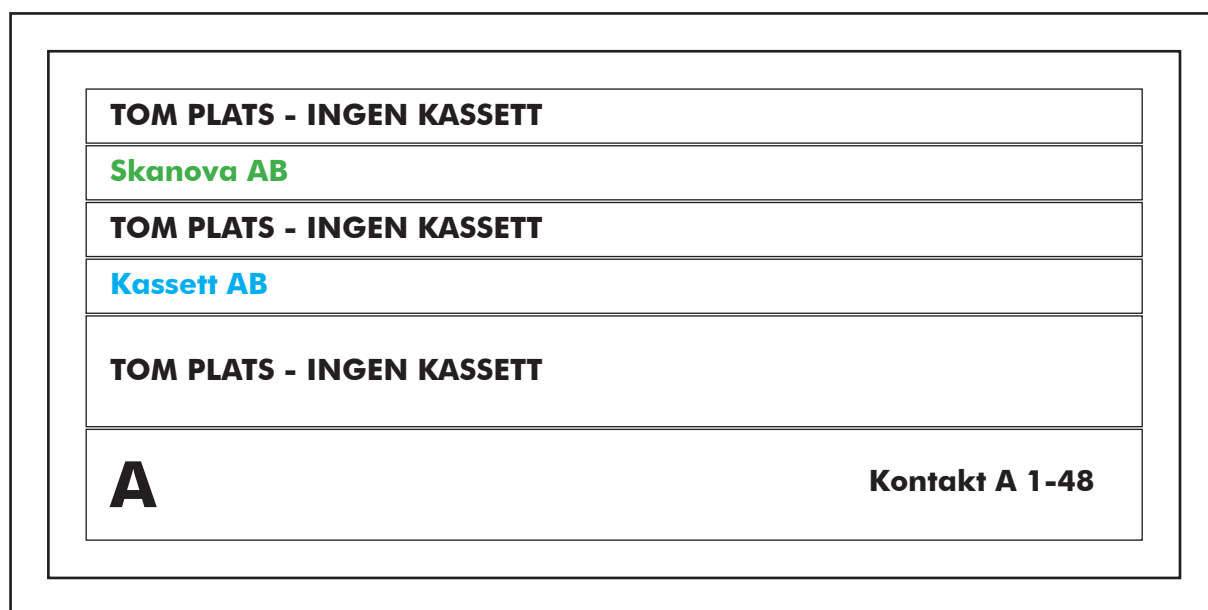 TOM PLATS - INGEN KASSETT
Skanova AB
TOM PLATS - INGEN KASSETT
Kassett AB
TOM PLATS - INGEN KASSETT
A
Kontakt A 1-48